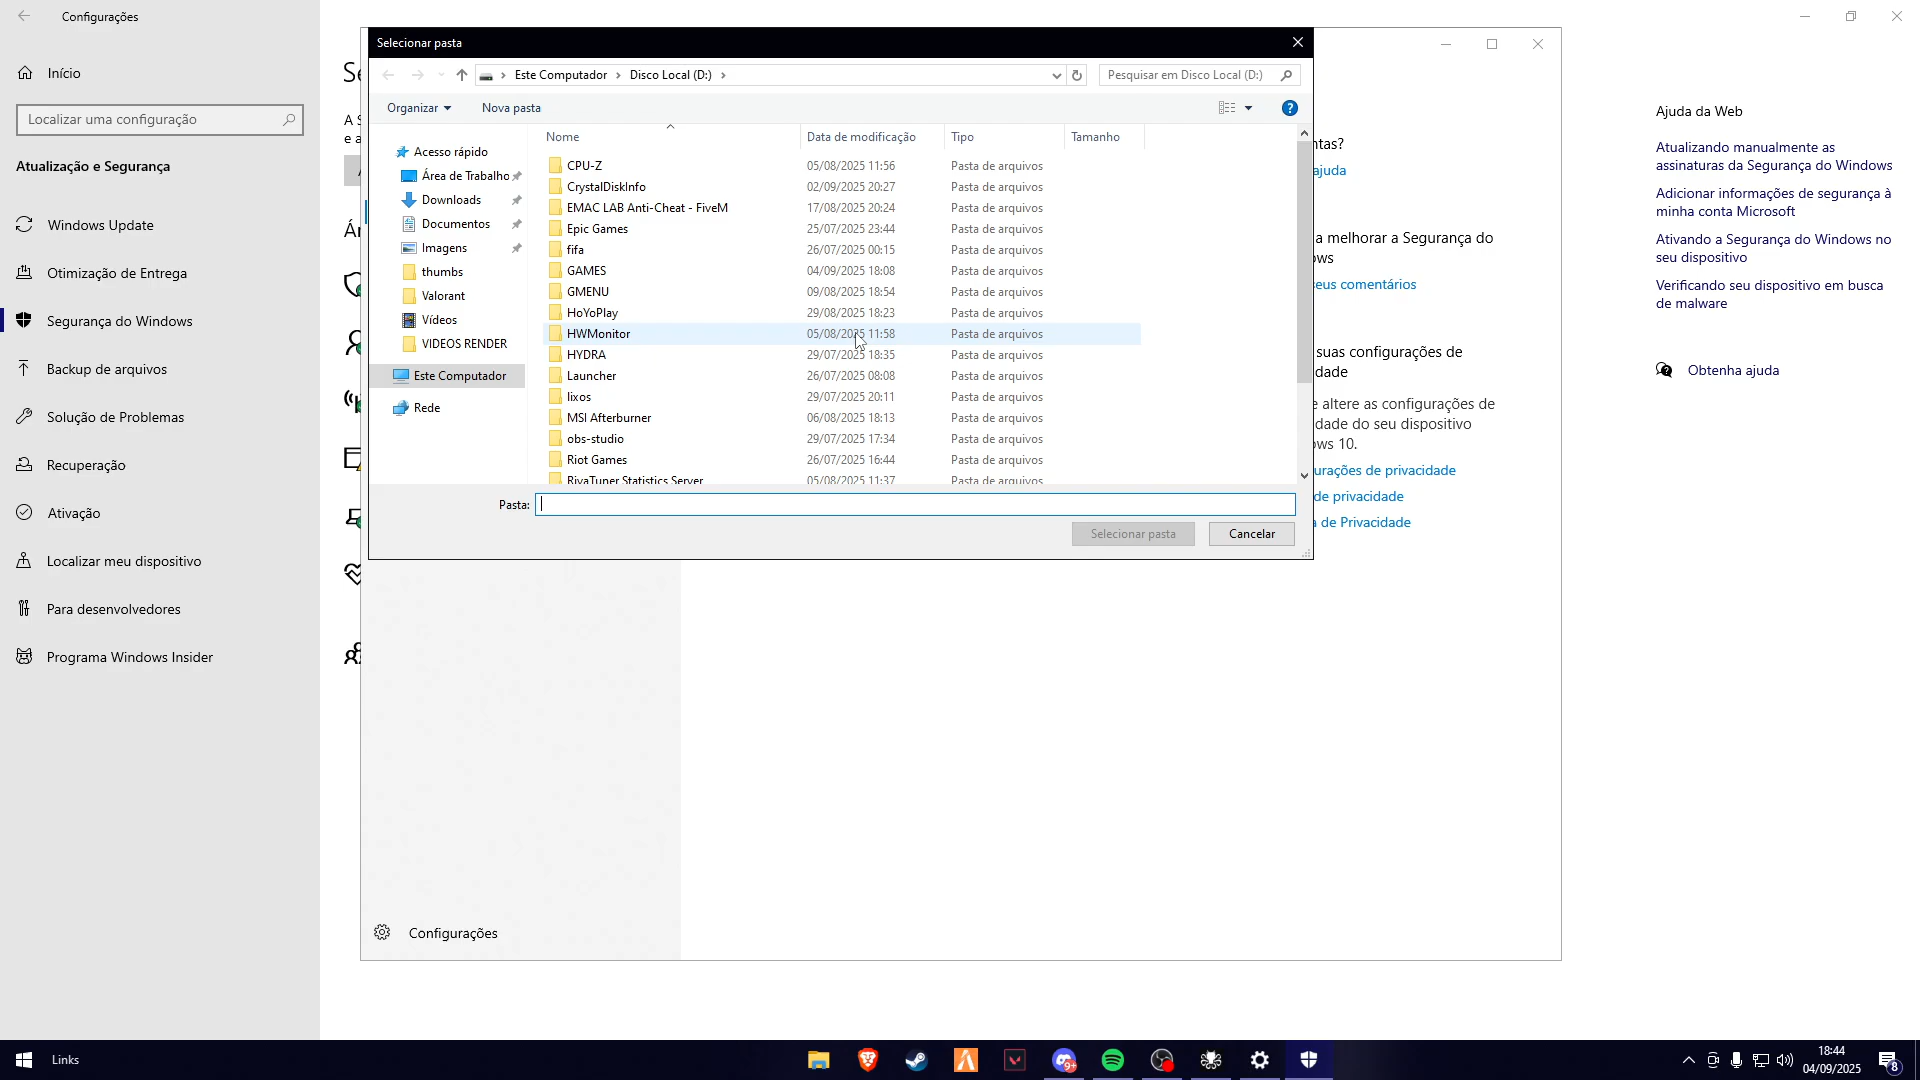 Configurações
Início
Localizar uma configuração
Atualização e Segurança
Windows Update
Otimização de Entrega
Segurança do Windows
Backup de arquivos
Solução de Problemas
Recuperação
Ativação
Localizar meu dispositivo
Para desenvolvedores
Programa Windows Insider
Se
A S
e a
Ár
Selecionar pasta
Este Computador > Disco Local (D:) >
Pesquisar em Disco Local (D:)
Organizar
Nova pasta
Acesso rápido
Área de Trabalho
Downloads
Documentos
Imagens
thumbs
Valorant
Vídeos
VIDEOS RENDER
Este Computador
Rede
Nome Data de modificação Tipo Tamanho
CPU-Z 05/08/2025 11:56 Pasta de arquivos
CrystalDiskInfo 02/09/2025 20:27 Pasta de arquivos
EMAC LAB Anti-Cheat - FiveM 17/08/2025 20:24 Pasta de arquivos
Epic Games 25/07/2025 23:44 Pasta de arquivos
fifa 26/07/2025 00:15 Pasta de arquivos
GAMES 04/09/2025 18:08 Pasta de arquivos
GMENU 09/08/2025 18:54 Pasta de arquivos
HoYoPlay 29/08/2025 18:23 Pasta de arquivos
HWMonitor 05/08/2025 11:58 Pasta de arquivos
HYDRA 29/07/2025 18:35 Pasta de arquivos
Launcher 26/07/2025 08:08 Pasta de arquivos
lixos 29/07/2025 20:11 Pasta de arquivos
MSI Afterburner 06/08/2025 18:13 Pasta de arquivos
obs-studio 29/07/2025 17:34 Pasta de arquivos
Riot Games 26/07/2025 16:44 Pasta de arquivos
RivaTuner Statistics Server 05/08/2025 11:37 Pasta de arquivos
Pasta:
Selecionar pasta
Cancelar
ntas?
ajuda
a melhorar a Segurança do
ows
seus comentários
suas configurações de
dade
e altere as configurações de
dade do seu dispositivo
ows 10.
urações de privacidade
de privacidade
a de Privacidade
Configurações
Ajuda da Web
Atualizando manualmente as
assinaturas da Segurança do Windows
Adicionar informações de segurança à
minha conta Microsoft
Ativando a Segurança do Windows no
seu dispositivo
Verificando seu dispositivo em busca
de malware
Obtenha ajuda
Links
9+
18:44
04/09/2025
8